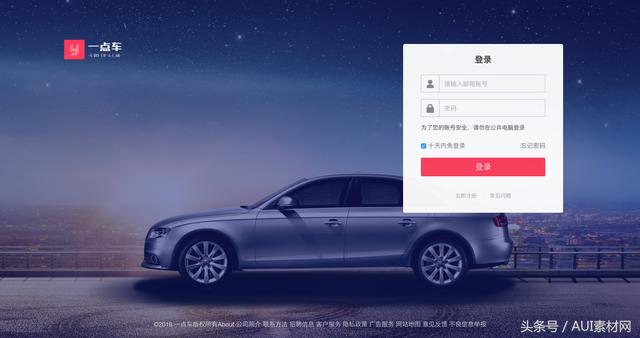 一点车
A BIT OF A CAR
登录
请输入邮箱账号
密码
为了您的账号安全，请勿在公共电脑登录
十天内免登录 忘记密码
登录
立即注册 常见问题
©2018 一点车版权所有About 公司简介 联系方法 招聘信息 客户服务 隐私政策 广告服务 网站地图 意见反馈 不良信息举报
头条号 / AUI素材网